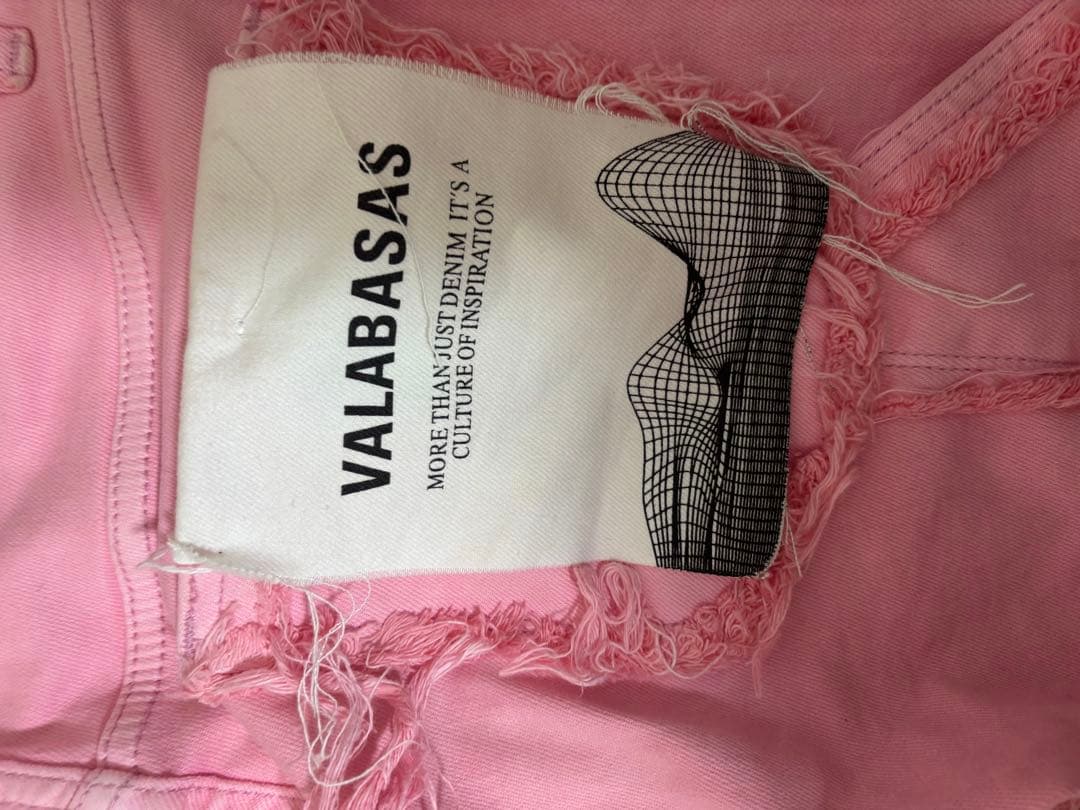 VALABASAS
MORE THAN JUST DENIM IT'S A
CULTURE OF INSPIRATION